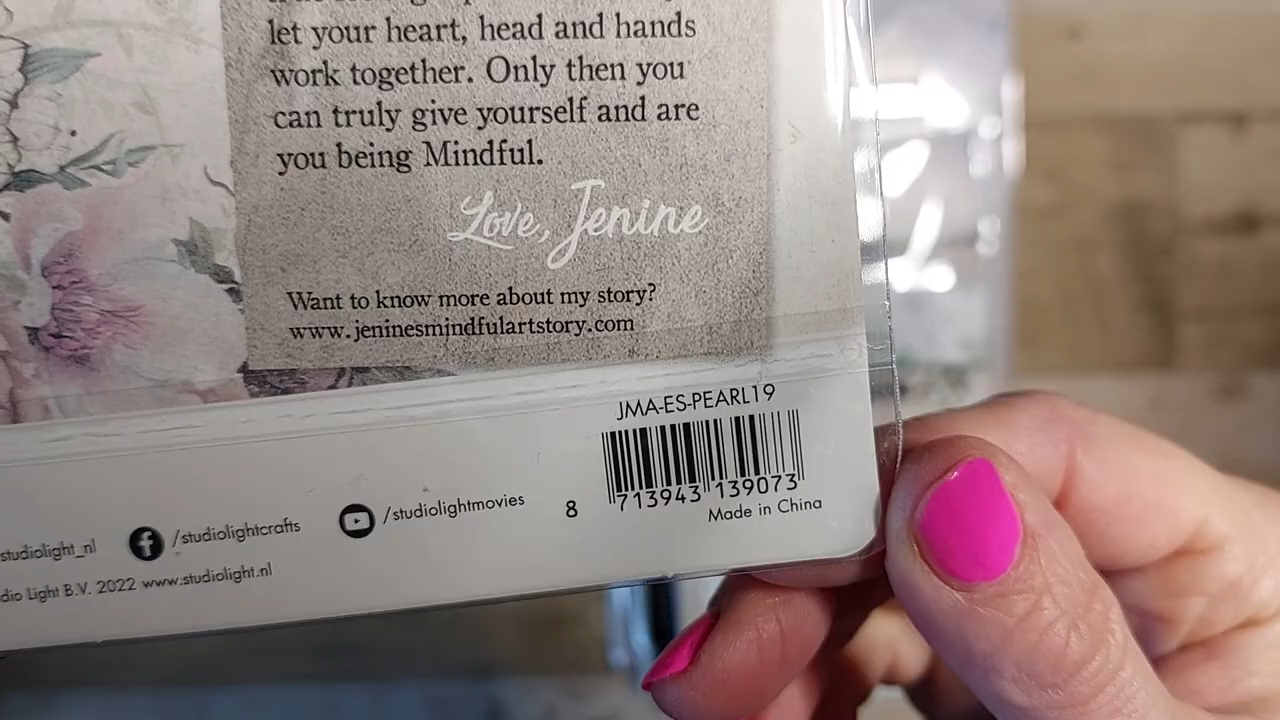 let your heart, head and hands
work together. Only then you
can truly give yourself and are
you being Mindful.
Love, Jenine
Want to know more about my story?
www.jeninesmindfulartstory.com
JMA-ES-PEARL19
8 713943 139073
Made in China
studiolight_nl /studiolightcrafts /studiolightmovies
dio Light B.V. 2022 www.studiolight.nl